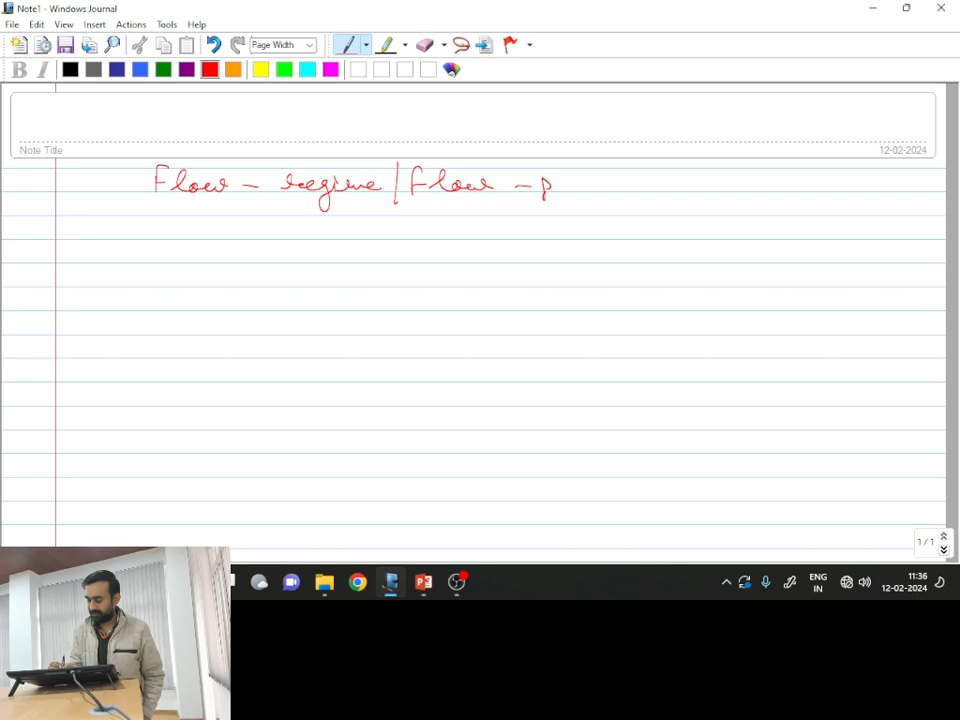 Note1 - Windows Journal
File Edit View Insert Actions Tools Help
Page Width
B I
Note Title
12-02-2024
Flow - regime | Flow - p
1 / 1
ENG
IN
11:36
12-02-2024